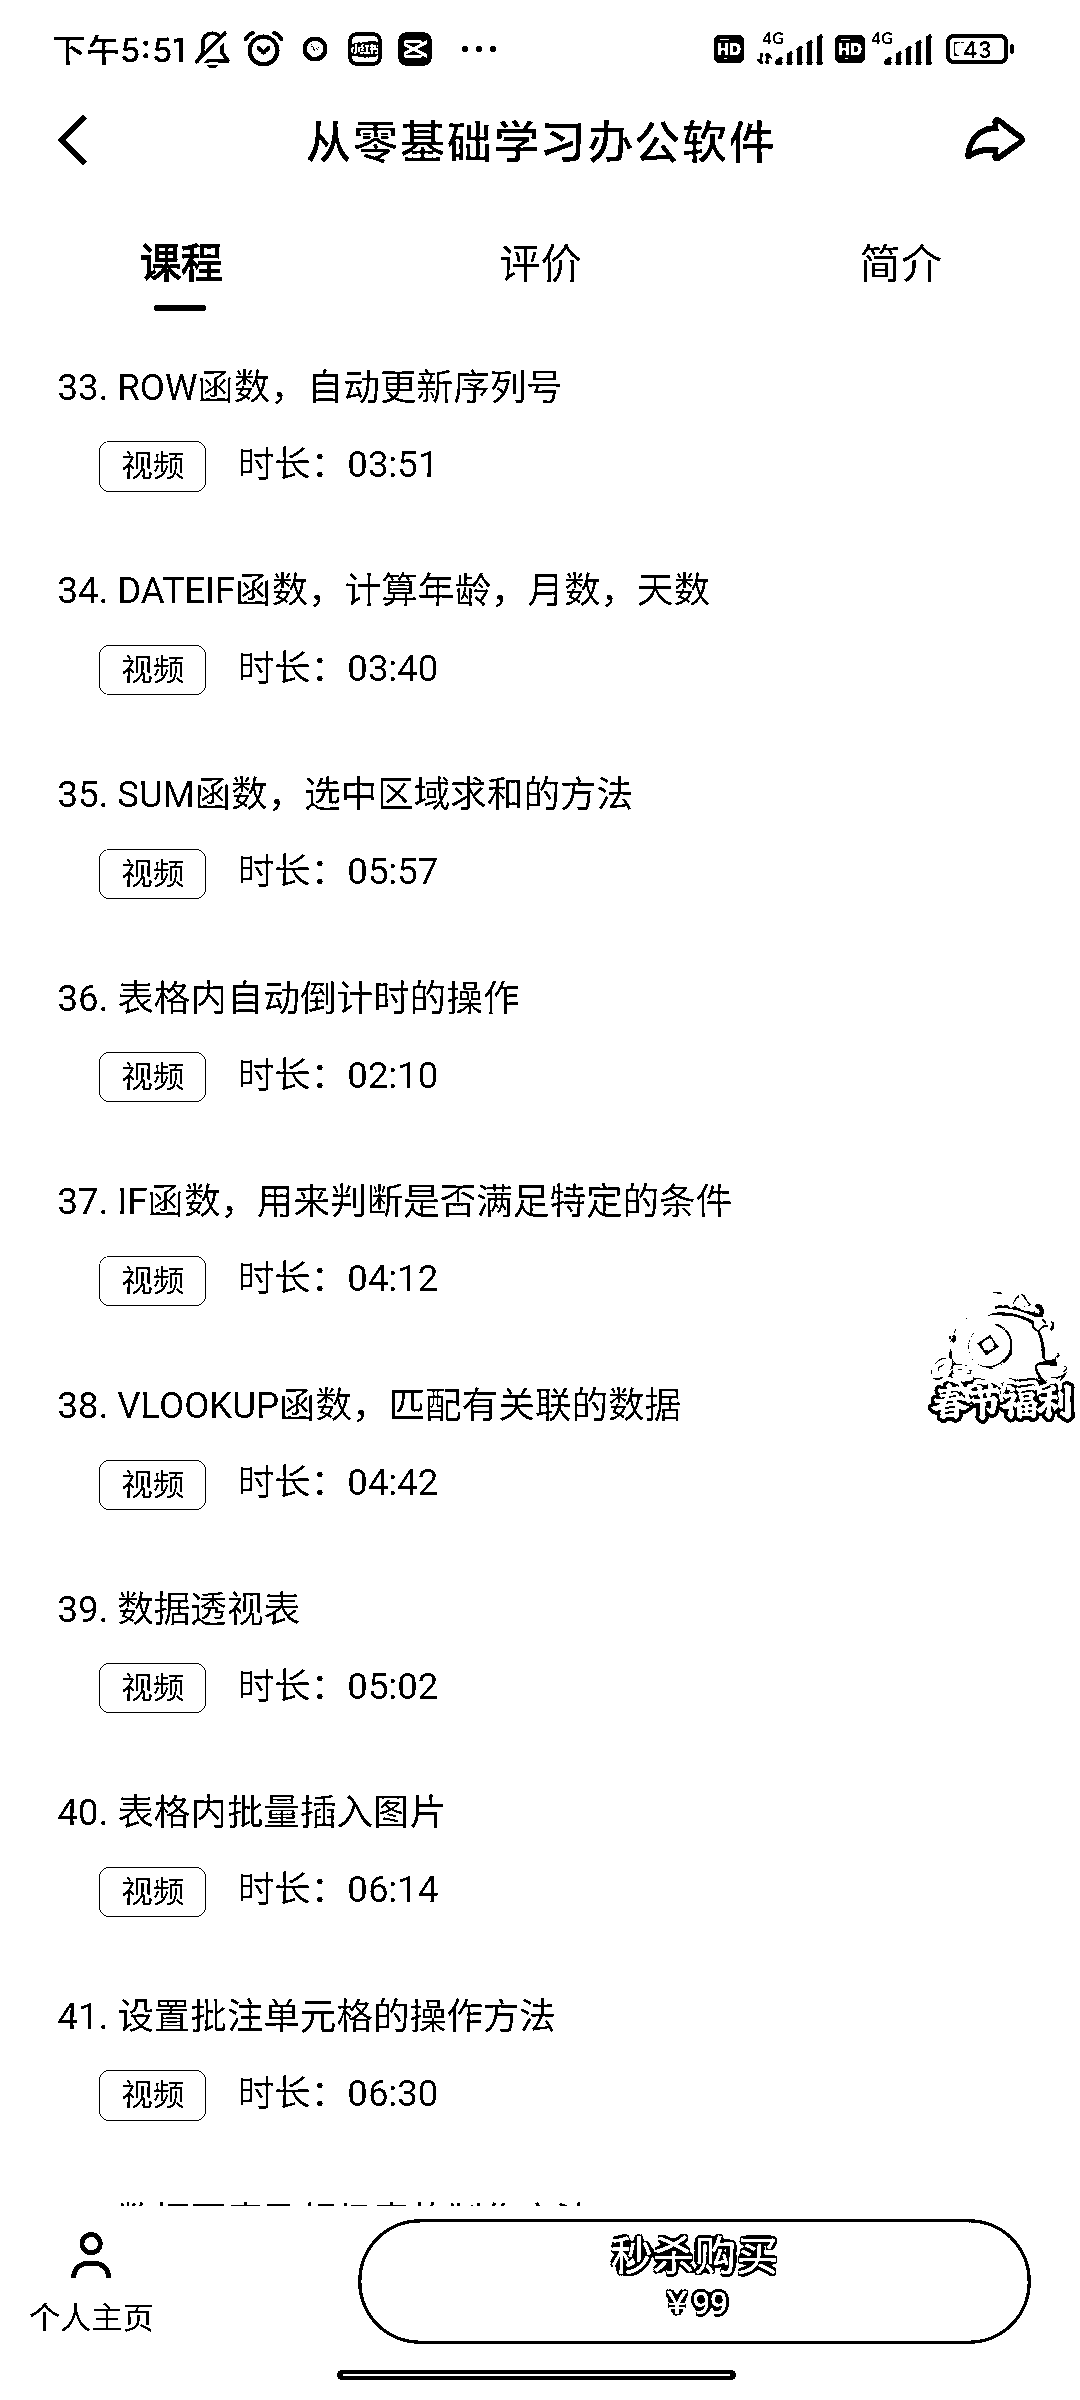 下午5:51
HD 4G HD 4G 43
从零基础学习办公软件
课程 评价 简介
33. ROW函数，自动更新序列号
视频 时长：03:51
34. DATEIF函数，计算年龄，月数，天数
视频 时长：03:40
35. SUM函数，选中区域求和的方法
视频 时长：05:57
36. 表格内自动倒计时的操作
视频 时长：02:10
37. IF函数，用来判断是否满足特定的条件
视频 时长：04:12
春节福利
38. VLOOKUP函数，匹配有关联的数据
视频 时长：04:42
39. 数据透视表
视频 时长：05:02
40. 表格内批量插入图片
视频 时长：06:14
41. 设置批注单元格的操作方法
视频 时长：06:30
个人主页
秒杀购买
¥99